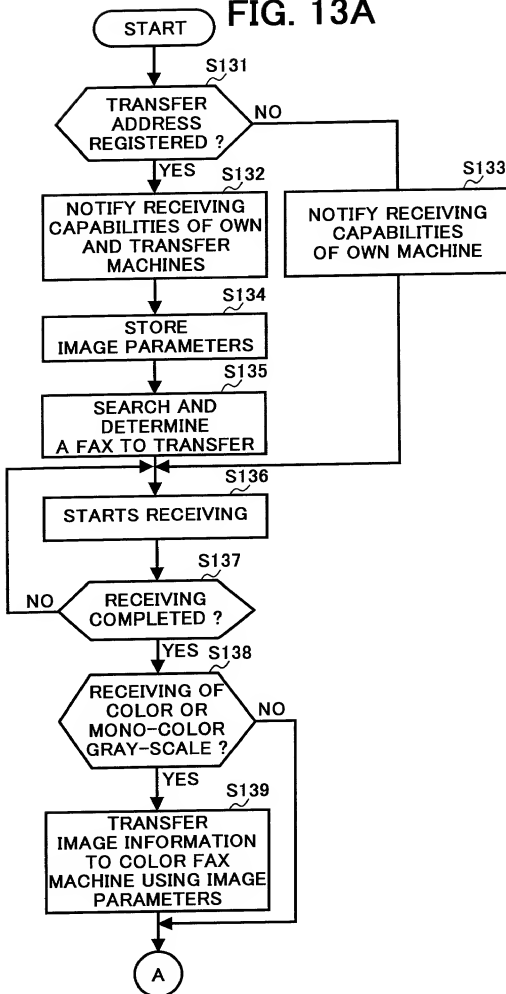 FIG. 13A
START
S131
TRANSFER
ADDRESS
REGISTERED ?
NO
YES
S132
NOTIFY RECEIVING
CAPABILITIES OF OWN
AND TRANSFER
MACHINES
S133
NOTIFY RECEIVING
CAPABILITIES
OF OWN MACHINE
S134
STORE
IMAGE PARAMETERS
S135
SEARCH AND
DETERMINE
A FAX TO TRANSFER
S136
STARTS RECEIVING
S137
RECEIVING
COMPLETED ?
NO
YES
S138
RECEIVING OF
COLOR OR
MONO-COLOR
GRAY-SCALE ?
NO
YES
S139
TRANSFER
IMAGE INFORMATION
TO COLOR FAX
MACHINE USING IMAGE
PARAMETERS
A